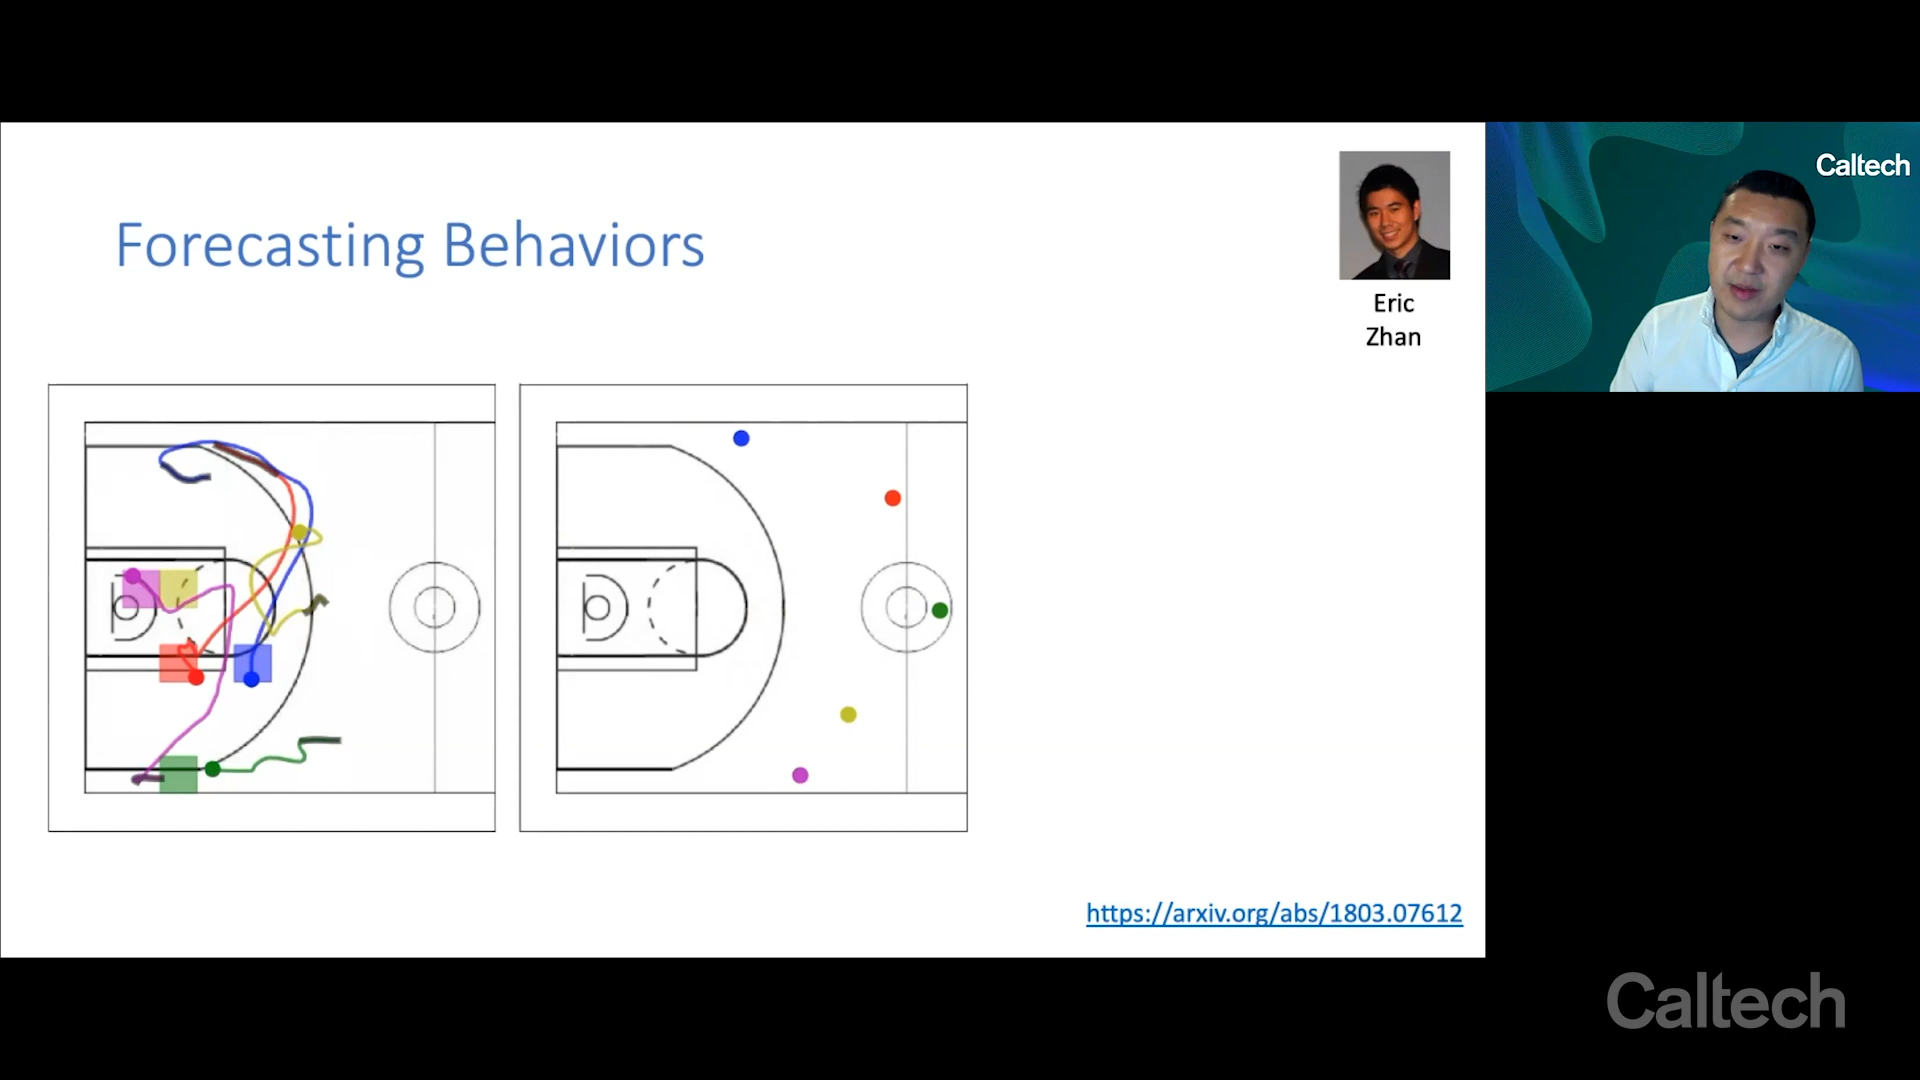 Forecasting Behaviors
Eric
Zhan
https://arxiv.org/abs/1803.07612
Caltech
Caltech